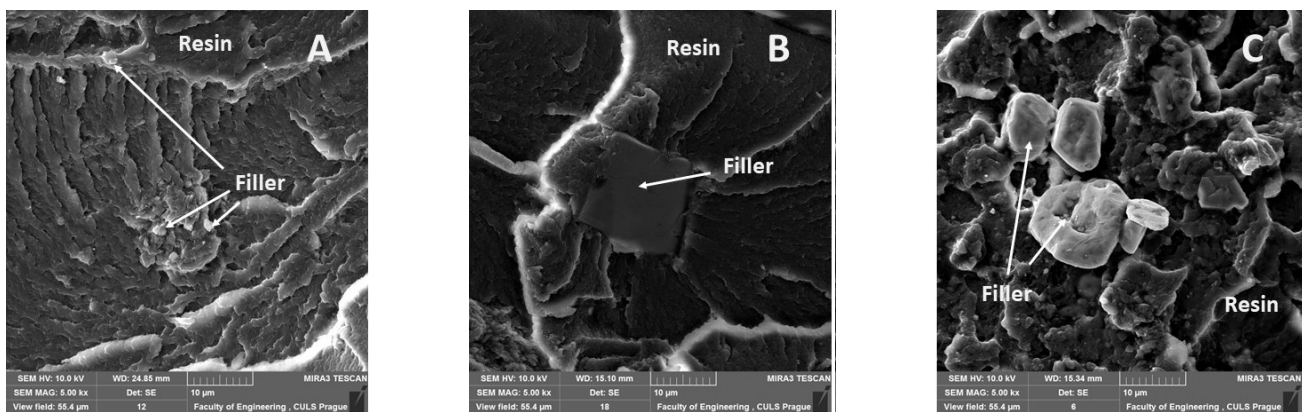 Resin
A
Filler
SEM HV: 10.0 kV WD: 24.85 mm MIRA3 TESCAN
SEM MAG: 5.00 kx Det: SE 10 µm
View field: 55.4 µm 12 Faculty of Engineering , CULS Prague
Resin
B
Filler
SEM HV: 10.0 kV WD: 15.10 mm MIRA3 TESCAN
SEM MAG: 5.00 kx Det: SE 10 µm
View field: 55.4 µm 18 Faculty of Engineering , CULS Prague
C
Filler
Resin
SEM HV: 10.0 kV WD: 15.34 mm MIRA3 TESCAN
SEM MAG: 5.00 kx Det: SE 10 µm
View field: 55.4 µm 6 Faculty of Engineering , CULS Prague